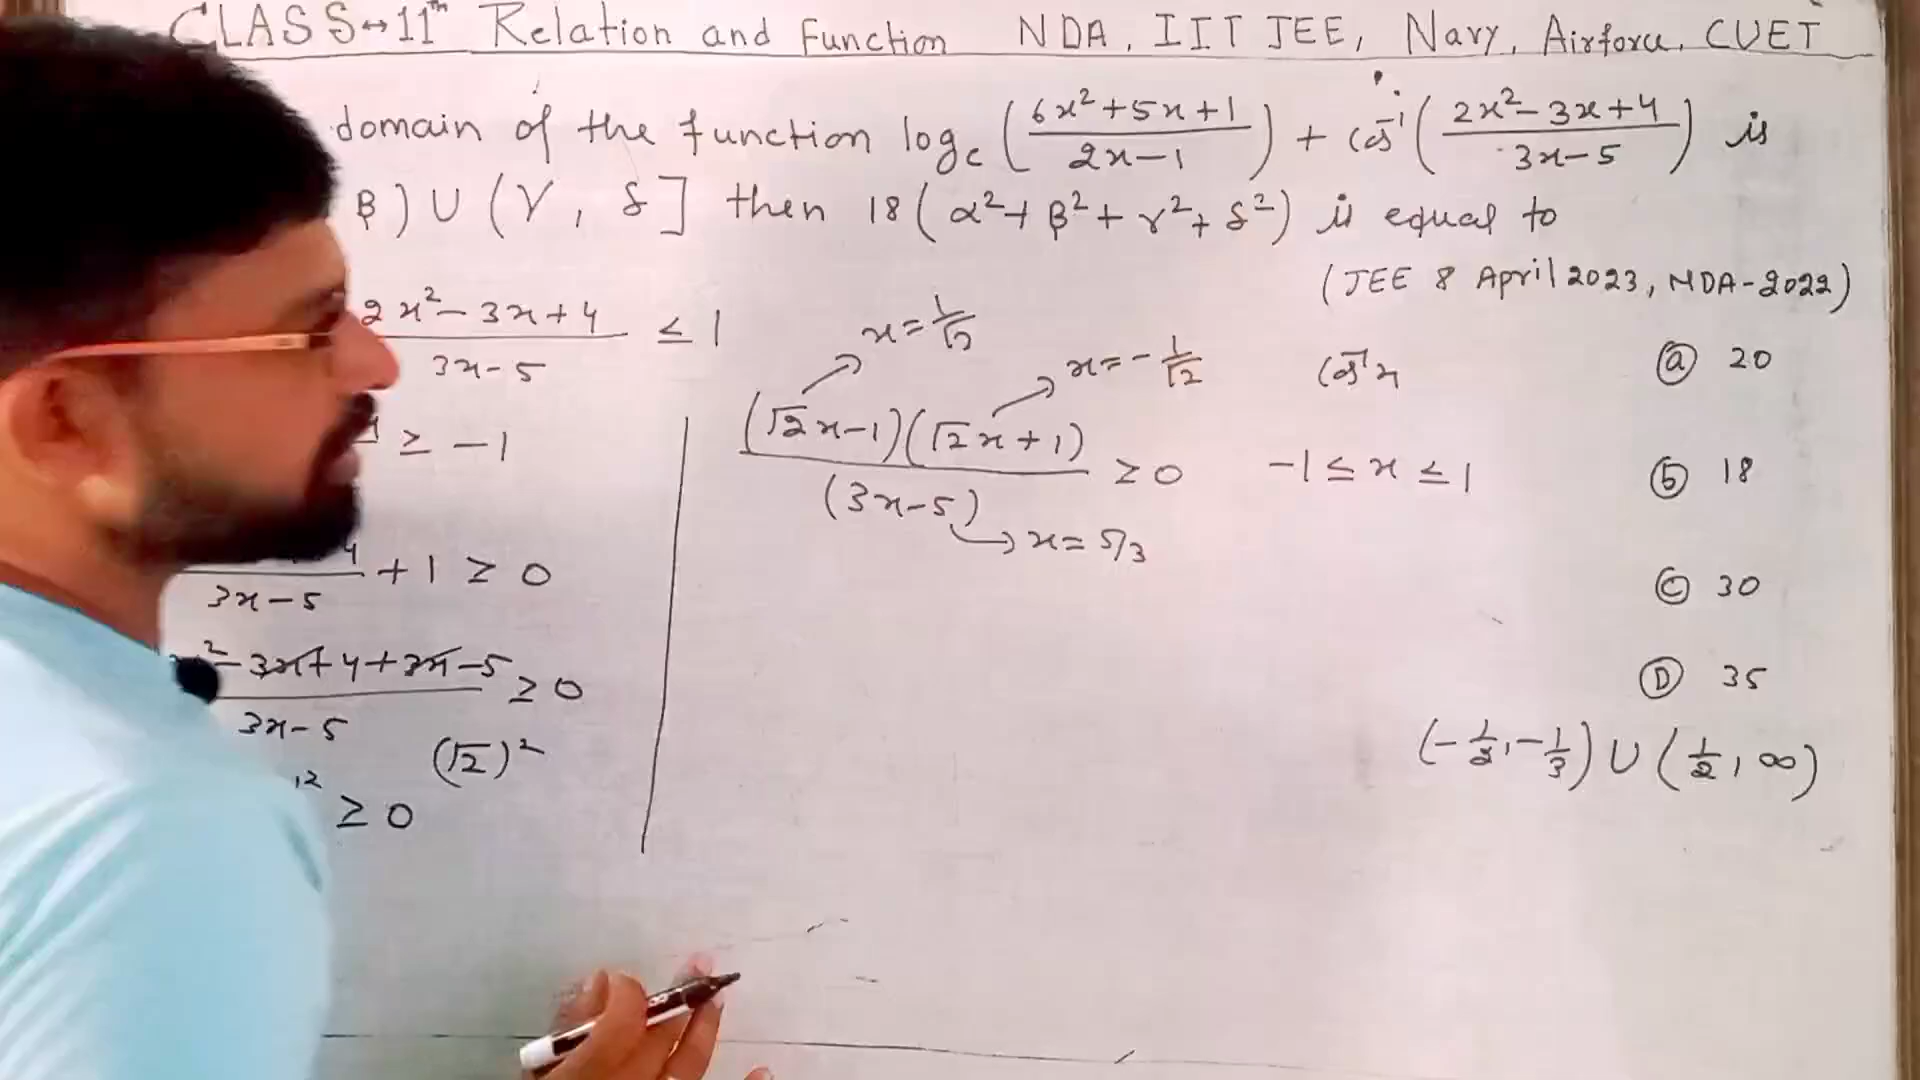 CLASS→11th Relation and Function NDA, IIT JEE, Navy, Airforce, CUET
domain of the function log_c ((6x²+5x+1)/(2x-1)) + cos⁻¹((2x²-3x+4)/(3x-5)) is
β) ∪ (γ, δ] then 18(α²+β²+γ²+δ²) is equal to
(JEE 8 April 2023, NDA-2022)
(2x²-3x+4)/(3x-5) ≤ 1
≥ -1
4/(3x-5) + 1 ≥ 0
(²-3x+4+3x-5)/(3x-5) ≥ 0
(√2)²
12 ≥ 0
x=1/√2
x=-1/√2
((√2x-1)(√2x+1))/(3x-5) ≥ 0
→ x=5/3
cos⁻¹x
-1 ≤ x ≤ 1
(a) 20
(b) 18
(C) 30
(D) 35
(-1/2, -1/3) ∪ (1/2, ∞)